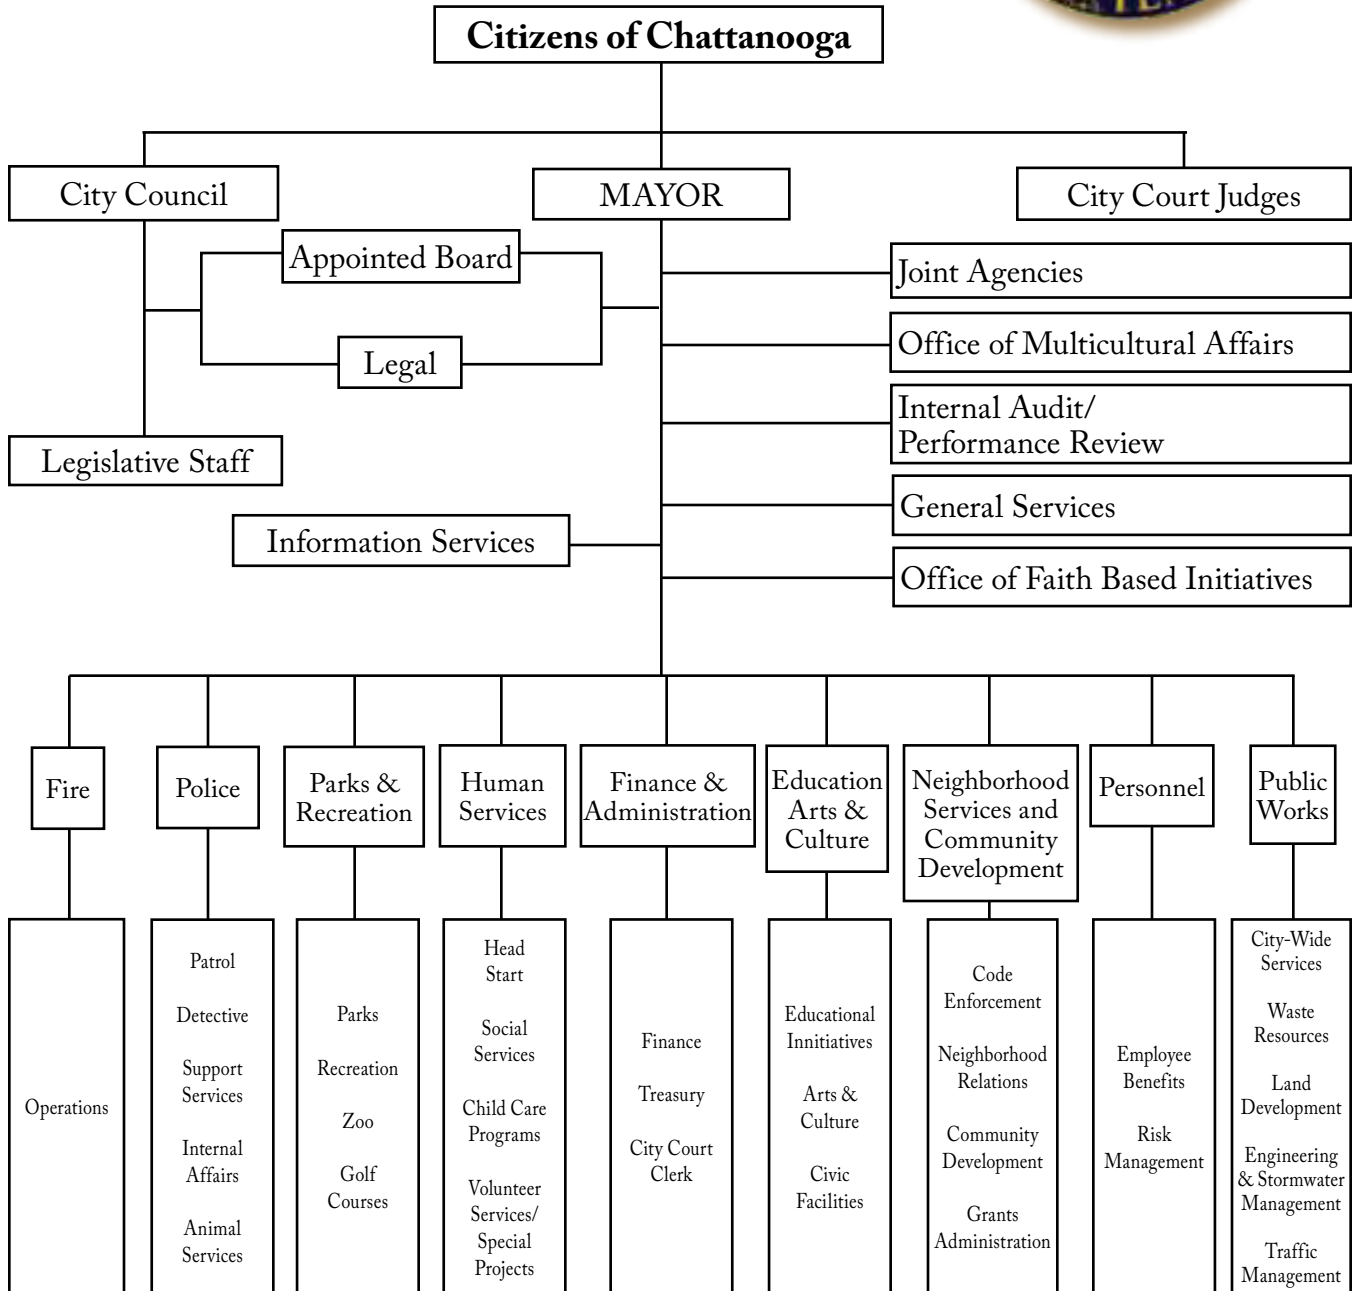 Citizens of Chattanooga
City Council
MAYOR
City Court Judges
Appointed Board
Legal
Legislative Staff
Information Services
Joint Agencies
Office of Multicultural Affairs
Internal Audit/
Performance Review
General Services
Office of Faith Based Initiatives
Fire
Police
Parks &
Recreation
Human
Services
Finance &
Administration
Education
Arts &
Culture
Neighborhood
Services and
Community
Development
Personnel
Public
Works
Operations
Patrol
Detective
Support
Services
Internal
Affairs
Animal
Services
Parks
Recreation
Zoo
Golf
Courses
Head
Start
Social
Services
Child Care
Programs
Volunteer
Services/
Special
Projects
Finance
Treasury
City Court
Clerk
Educational
Innitiatives
Arts &
Culture
Civic
Facilities
Code
Enforcement
Neighborhood
Relations
Community
Development
Grants
Administration
Employee
Benefits
Risk
Management
City-Wide
Services
Waste
Resources
Land
Development
Engineering
& Stormwater
Management
Traffic
Management